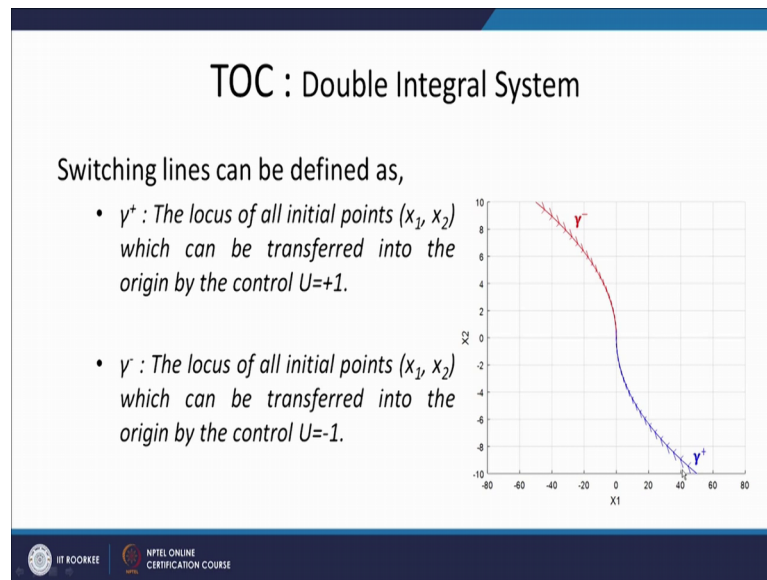 TOC : Double Integral System
Switching lines can be defined as,
• γ⁺ : The locus of all initial points (x₁, x₂)
which can be transferred into the
origin by the control U=+1.
• γ⁻ : The locus of all initial points (x₁, x₂)
which can be transferred into the
origin by the control U=-1.
10
8
6
4
2
0
-2
-4
-6
-8
-10
X2
γ⁻
γ⁺
-80 -60 -40 -20 0 20 40 60 80
X1
IIT ROORKEE
NPTEL ONLINE
CERTIFICATION COURSE